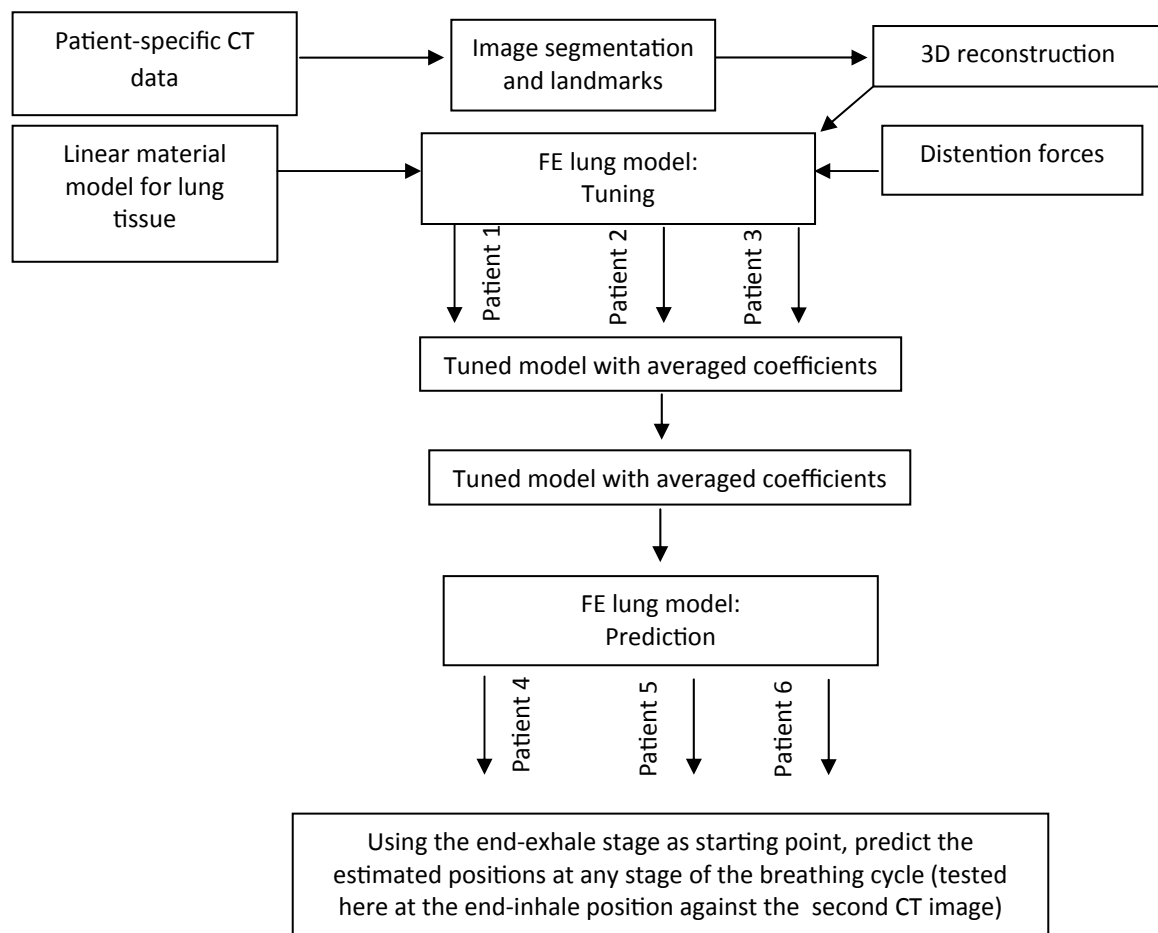 Patient-specific CT
data
Image segmentation
and landmarks
3D reconstruction
Linear material
model for lung
tissue
FE lung model:
Tuning
Distention forces
Patient 1
Patient 2
Patient 3
Tuned model with averaged coefficients
Tuned model with averaged coefficients
FE lung model:
Prediction
Patient 4
Patient 5
Patient 6
Using the end-exhale stage as starting point, predict the
estimated positions at any stage of the breathing cycle (tested
here at the end-inhale position against the second CT image)